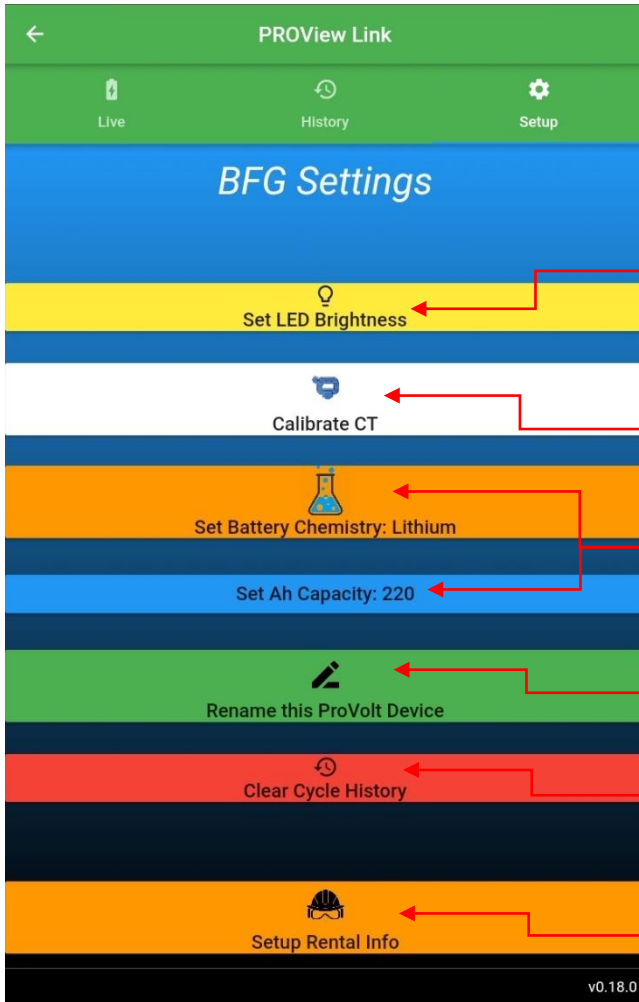 PROView Link
Live
History
Setup
BFG Settings
Set LED Brightness
Calibrate CT
Set Battery Chemistry: Lithium
Set Ah Capacity: 220
Rename this ProVolt Device
Clear Cycle History
Setup Rental Info
v0.18.0